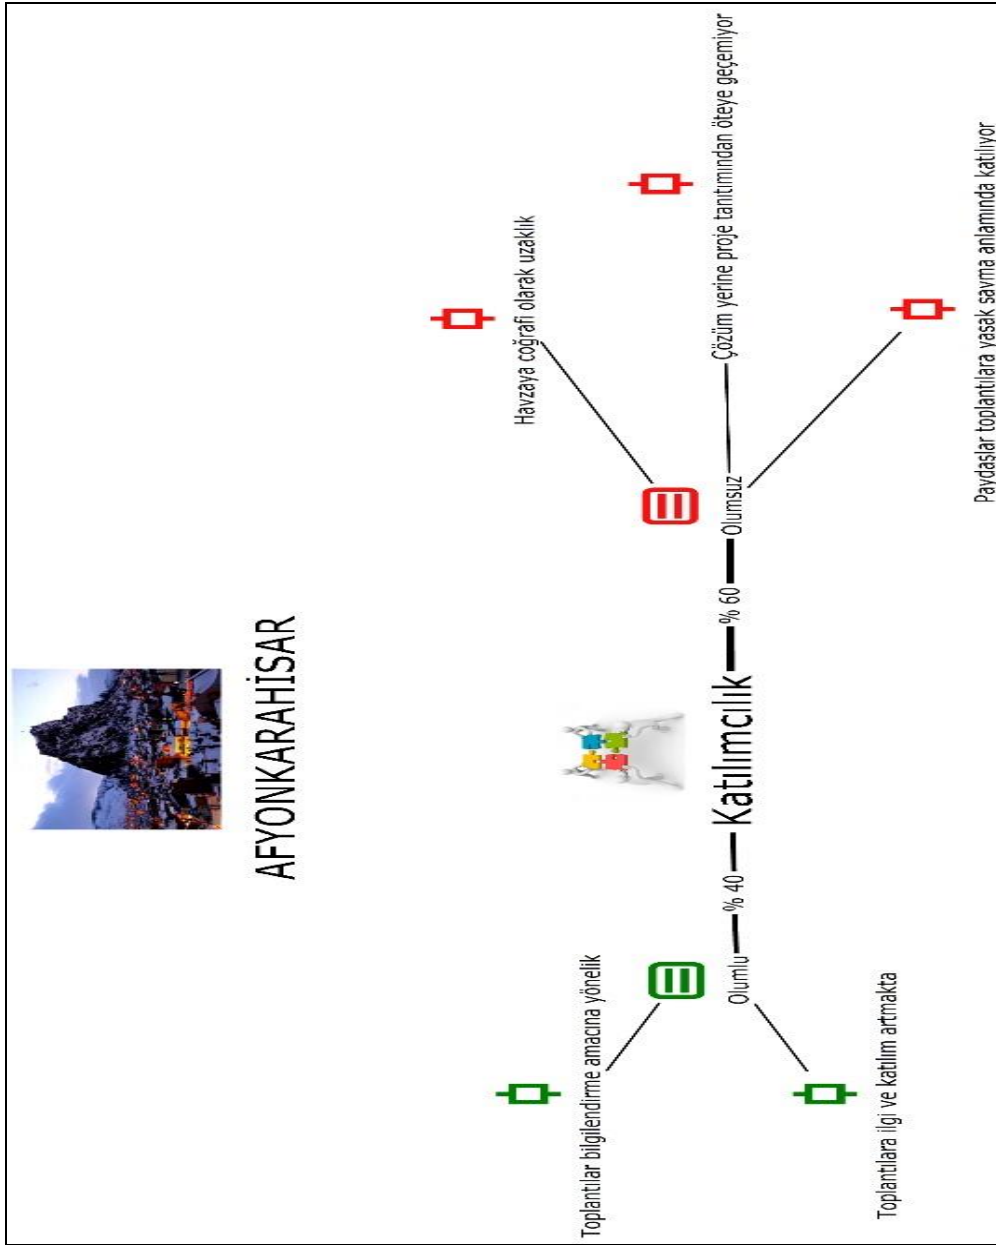 AFYONKARAHİSAR
Toplantılar bilgilendirme amacına yönelik
Toplantılara ilgi ve katılım artmakta
Olumlu
% 40
Katılımcılık
% 60
Olumsuz
Havzaya coğrafi olarak uzaklık
Çözüm yerine proje tanıtımından öteye geçemiyor
Paydaşlar toplantılara yasak savma anlamında katılıyor